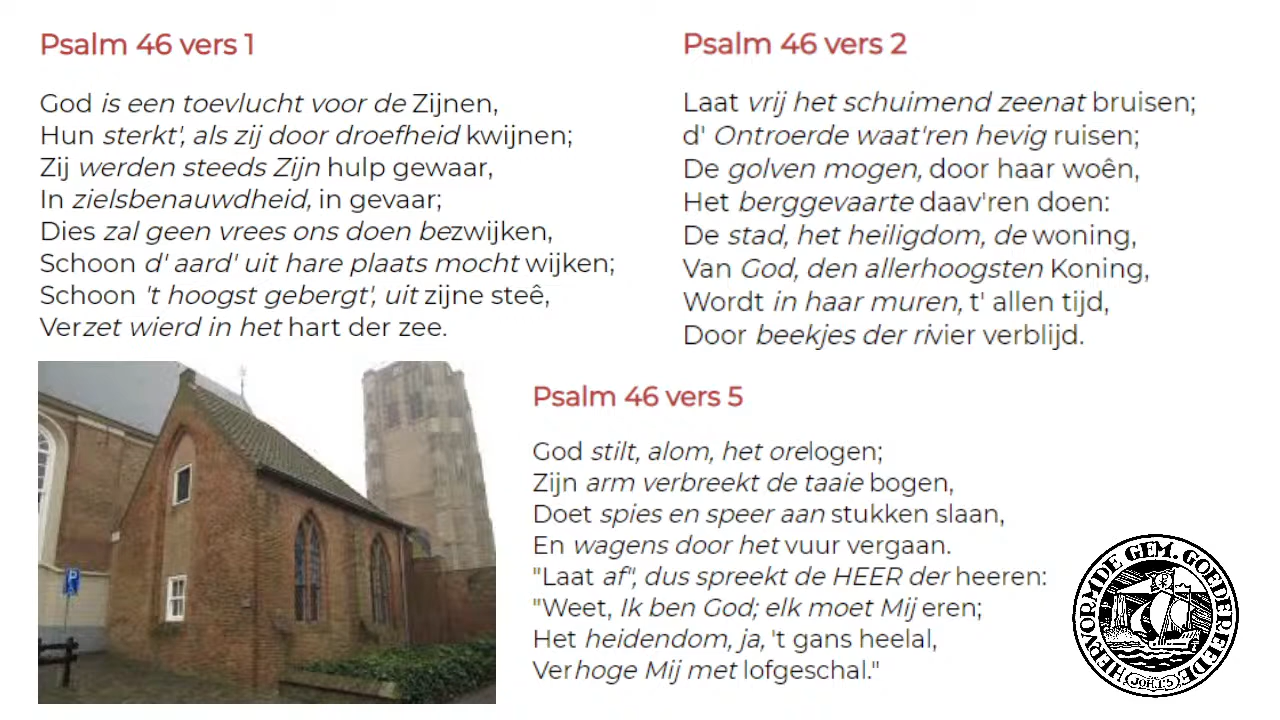 Psalm 46 vers 1
God is een toevlucht voor de Zijnen,
Hun sterkt', als zij door droefheid kwijnen;
Zij werden steeds Zijn hulp gewaar,
In zielsbenauwdheid, in gevaar;
Dies zal geen vrees ons doen bezwijken,
Schoon d' aard' uit hare plaats mocht wijken;
Schoon 't hoogst gebergt', uit zijne steê,
Verzet wierd in het hart der zee.
Psalm 46 vers 2
Laat vrij het schuimend zeenat bruisen;
d' Ontroerde waat'ren hevig ruisen;
De golven mogen, door haar woên,
Het berggevaarte daav'ren doen:
De stad, het heiligdom, de woning,
Van God, den allerhoogsten Koning,
Wordt in haar muren, t' allen tijd,
Door beekjes der rivier verblijd.
Psalm 46 vers 5
God stilt, alom, het orelogen;
Zijn arm verbreekt de taaie bogen,
Doet spies en speer aan stukken slaan,
En wagens door het vuur vergaan.
"Laat af", dus spreekt de HEER der heeren:
"Weet, Ik ben God; elk moet Mij eren;
Het heidendom, ja, 't gans heelal,
Verhoge Mij met lofgeschal."
P
HERVORMDE GEM. GOEDEREEDE
JOH. 1:5